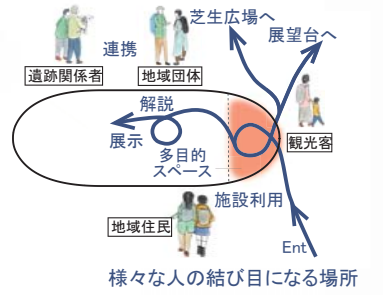 芝生広場へ
展望台へ
連携
遺跡関係者
地域団体
解説
展示
多目的
スペース
観光客
施設利用
地域住民
Ent
様々な人の結び目になる場所